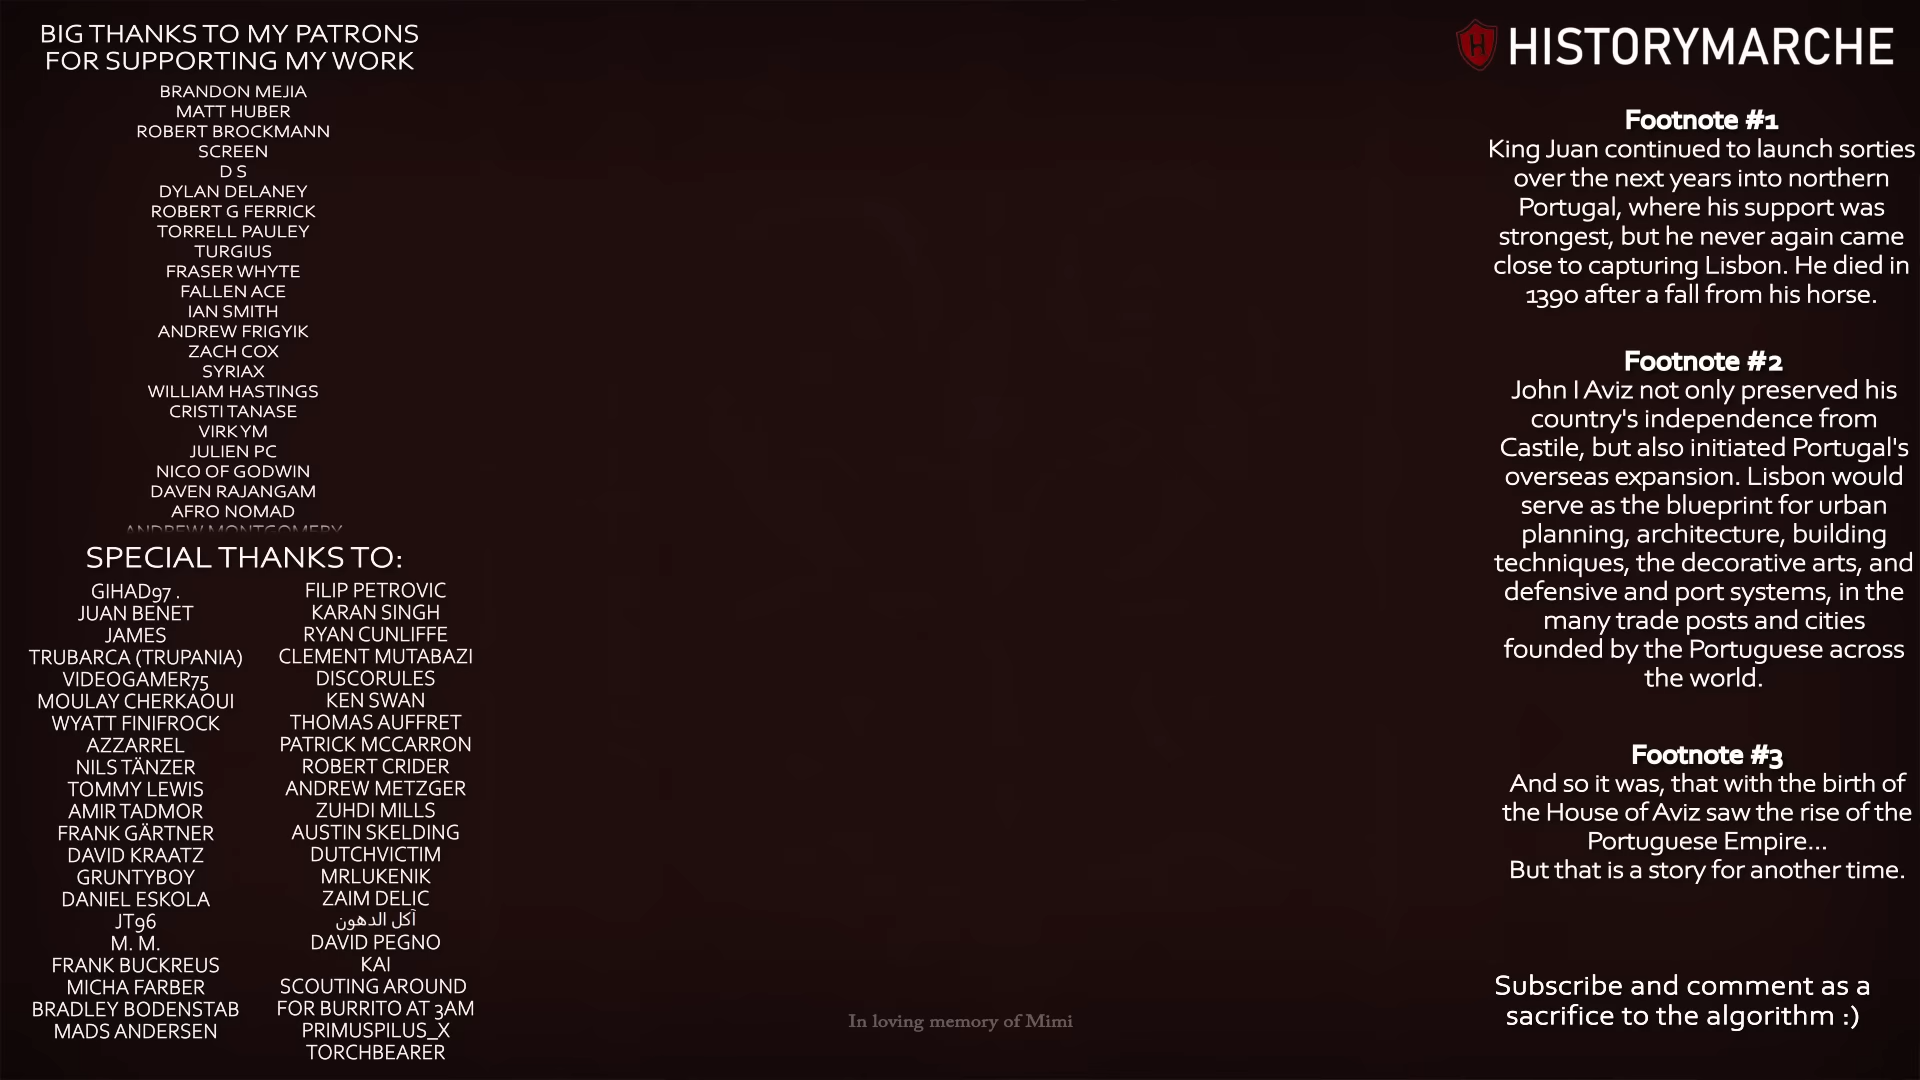 BIG THANKS TO MY PATRONS
FOR SUPPORTING MY WORK
BRANDON MEJIA
MATT HUBER
ROBERT BROCKMANN
SCREEN
D S
DYLAN DELANEY
ROBERT G FERRICK
TORRELL PAULEY
TURGIUS
FRASER WHYTE
FALLEN ACE
IAN SMITH
ANDREW FRIGYIK
ZACH COX
SYRIAX
WILLIAM HASTINGS
CRISTI TANASE
VIRK YM
JULIEN PC
NICO OF GODWIN
DAVEN RAJANGAM
AFRO NOMAD
ANDREW MONTGOMERY
SPECIAL THANKS TO:
GIHAD97 .
JUAN BENET
JAMES
TRUBARCA (TRUPANIA)
VIDEOGAMER75
MOULAY CHERKAOUI
WYATT FINIFROCK
AZZARREL
NILS TÄNZER
TOMMY LEWIS
AMIR TADMOR
FRANK GÄRTNER
DAVID KRAATZ
GRUNTYBOY
DANIEL ESKOLA
JT96
M. M.
FRANK BUCKREUS
MICHA FARBER
BRADLEY BODENSTAB
MADS ANDERSEN
FILIP PETROVIC
KARAN SINGH
RYAN CUNLIFFE
CLEMENT MUTABAZI
DISCORULES
KEN SWAN
THOMAS AUFFRET
PATRICK MCCARRON
ROBERT CRIDER
ANDREW METZGER
ZUHDI MILLS
AUSTIN SKELDING
DUTCHVICTIM
MRLUKENIK
ZAIM DELIC
آكل الدهون
DAVID PEGNO
KAI
SCOUTING AROUND
FOR BURRITO AT 3AM
PRIMUSPILUS_X
TORCHBEARER
In loving memory of Mimi
H HISTORYMARCHE
Footnote #1
King Juan continued to launch sorties
over the next years into northern
Portugal, where his support was
strongest, but he never again came
close to capturing Lisbon. He died in
1390 after a fall from his horse.
Footnote #2
John I Aviz not only preserved his
country's independence from
Castile, but also initiated Portugal's
overseas expansion. Lisbon would
serve as the blueprint for urban
planning, architecture, building
techniques, the decorative arts, and
defensive and port systems, in the
many trade posts and cities
founded by the Portuguese across
the world.
Footnote #3
And so it was, that with the birth of
the House of Aviz saw the rise of the
Portuguese Empire...
But that is a story for another time.
Subscribe and comment as a
sacrifice to the algorithm :)